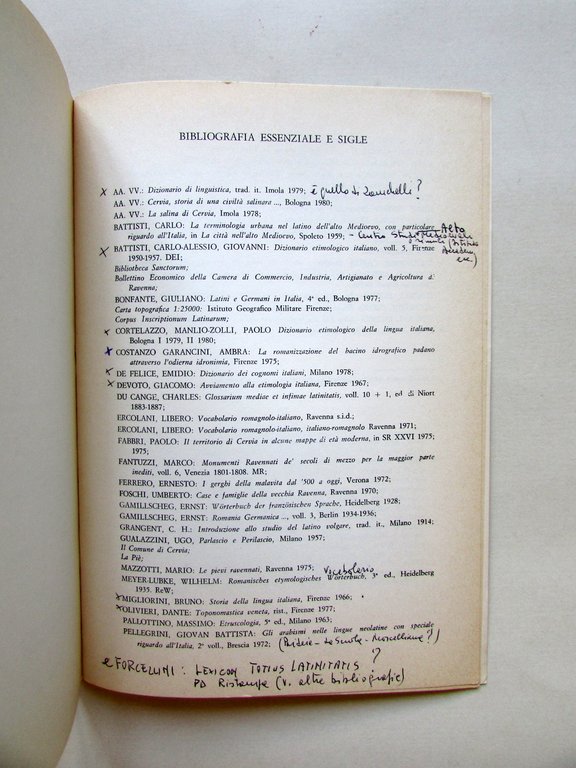 BIBLIOGRAFIA ESSENZIALE E SIGLE
x AA. VV.: Dizionario di linguistica, trad. it. Imola 1979; è quello di Zanichelli?
AA. VV.: Cervia, storia di una civiltà salinara ..., Bologna 1980;
AA. VV.: La salina di Cervia, Imola 1978;
BATTISTI, CARLO: La terminologia urbana nel latino dell'alto Medioevo, con particolare Alto
riguardo all'Italia, in La città nell'alto Medioevo, Spoleto 1959; - Centro Studi Medioevali
x BATTISTI, CARLO-ALESSIO, GIOVANNI: Dizionario etimologico italiano, voll. 5, Firenze
1950-1957. DEI;
Bibliotheca Sanctorum;
Bollettino Economico della Camera di Commercio, Industria, Artigianato e Agricoltura di
Ravenna;
BONFANTE, GIULIANO: Latini e Germani in Italia, 4ª ed., Bologna 1977;
Carta topografica 1:25000: Istituto Geografico Militare Firenze;
Corpus Inscriptionum Latinarum;
x CORTELAZZO, MANLIO-ZOLLI, PAOLO Dizionario etimologico della lingua italiana,
Bologna I 1979, II 1980;
x COSTANZO GARANCINI, AMBRA: La romanizzazione del bacino idrografico padano
attraverso l'odierna idronimia, Firenze 1975;
x DE FELICE, EMIDIO: Dizionario dei cognomi italiani, Milano 1978;
x DEVOTO, GIACOMO: Avviamento alla etimologia italiana, Firenze 1967;
DU CANGE, CHARLES: Glossarium mediae et infimae latinitatis, voll. 10 + 1, ed di Niort
1883-1887;
ERCOLANI, LIBERO: Vocabolario romagnolo-italiano, Ravenna s.i.d.;
ERCOLANI, LIBERO: Vocabolario romagnolo-italiano, italiano-romagnolo Ravenna 1971;
FABBRI, PAOLO: Il territorio di Cervia in alcune mappe di età moderna, in SR XXVI 1975;
1975;
FANTUZZI, MARCO: Monumenti Ravennati de' secoli di mezzo per la maggior parte
inediti, voll. 6, Venezia 1801-1808. MR;
FERRERO, ERNESTO: I gerghi della malavita dal '500 a oggi, Verona 1972;
FOSCHI, UMBERTO: Case e famiglie della vecchia Ravenna, Ravenna 1970;
GAMILLSCHEG, ERNST: Wörterbuch der französischen Sprache, Heidelberg 1928;
GAMILLSCHEG, ERNST: Romania Germanica ..., voll. 3, Berlin 1934-1936;
GRANGENT, C. H.: Introduzione allo studio del latino volgare, trad. it., Milano 1914;
GUALAZZINI, UGO, Parlascio e Perilascio, Milano 1957;
Il Comune di Cervia;
La Piè;
MAZZOTTI, MARIO: Le pievi ravennati, Ravenna 1975; Vocabolario
MEYER-LUBKE, WILHELM: Romanisches etymologisches Wörterbuch, 3ª ed., Heidelberg
1935. ReW;
x MIGLIORINI, BRUNO: Storia della lingua italiana, Firenze 1966;
x OLIVIERI, DANTE: Toponomastica veneta, rist., Firenze 1977;
PALLOTTINO, MASSIMO: Etruscologia, 5ª ed., Milano 1963;
PELLEGRINI, GIOVAN BATTISTA: Gli arabismi nelle lingue neolatine con speciale
riguardo all'Italia, 2ª voll., Brescia 1972; (Paideia - La Scuola - Morcelliana?)
e FORCELLINI: LEXICON TOTIUS LATINITATIS ?
PD Ristampa (v. altre bibliografie)